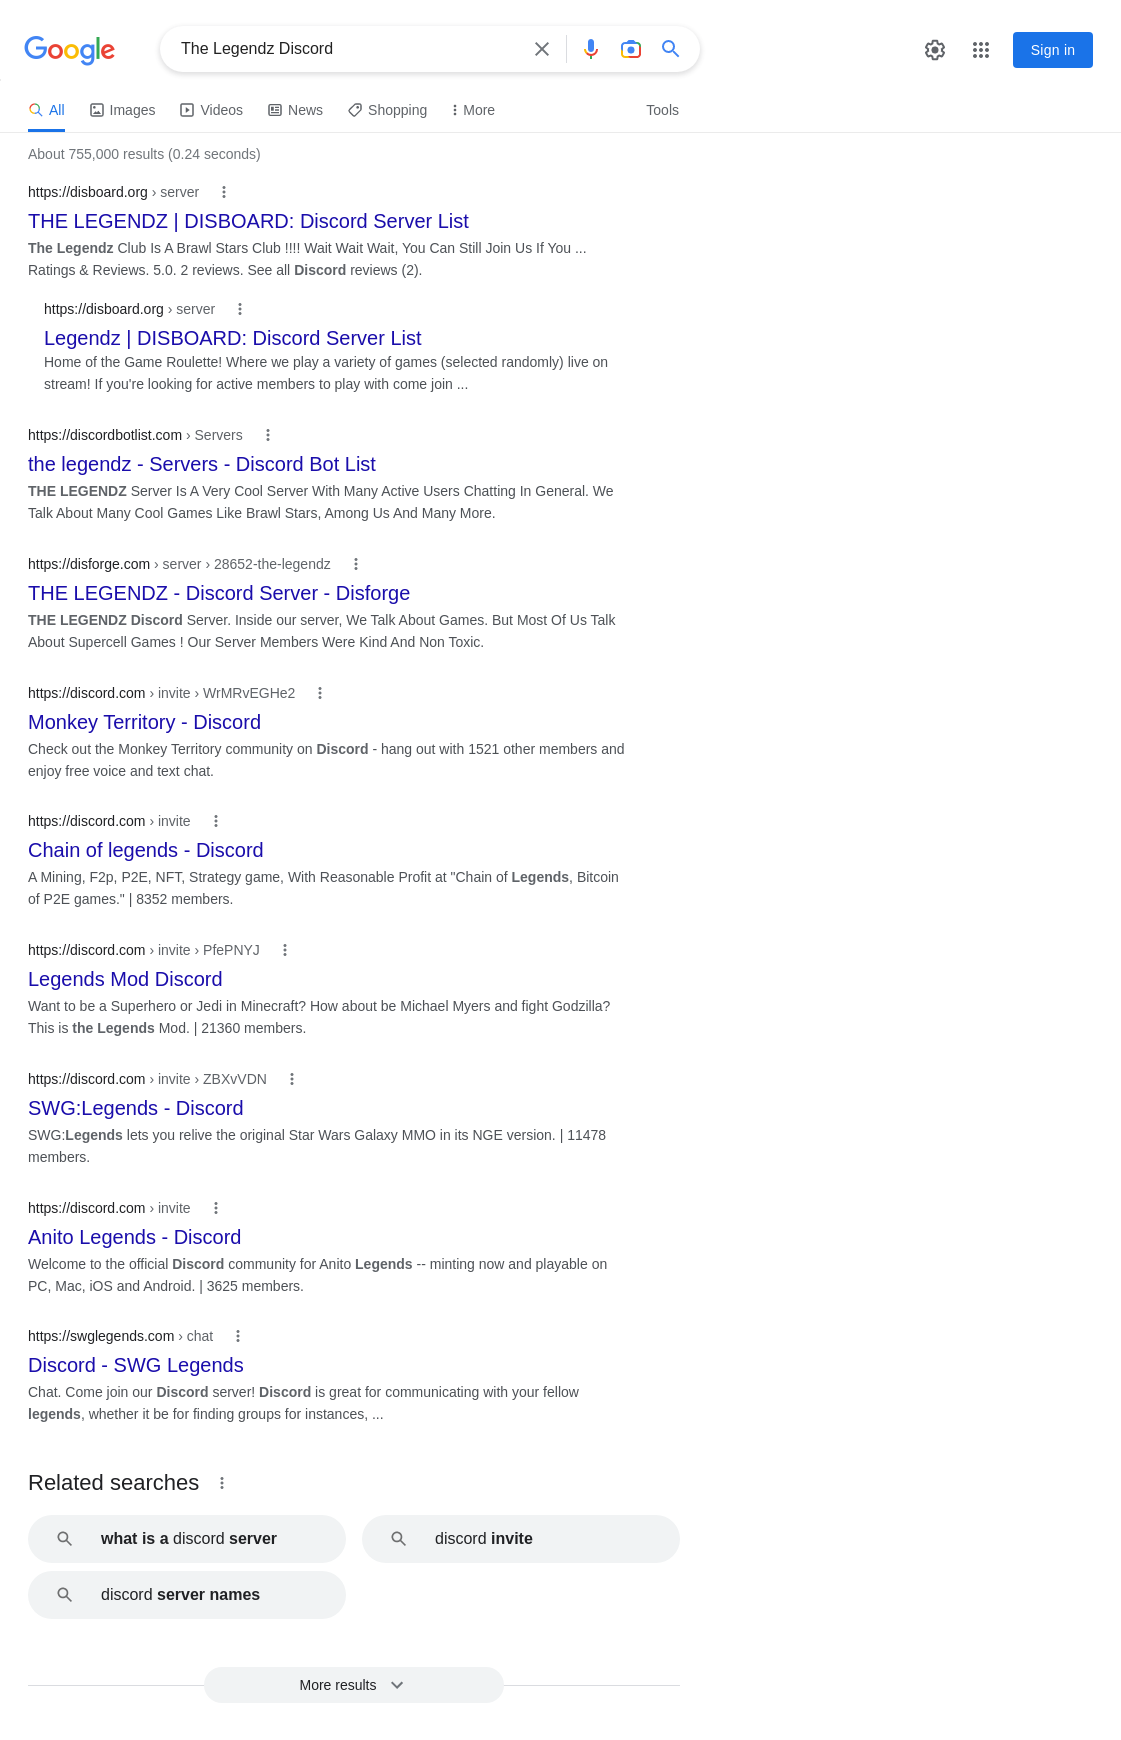 Google
The Legendz Discord
Sign in
All Images Videos News Shopping More Tools
About 755,000 results (0.24 seconds)
https://disboard.org › server
THE LEGENDZ | DISBOARD: Discord Server List
The Legendz Club Is A Brawl Stars Club !!!! Wait Wait Wait, You Can Still Join Us If You ...
Ratings & Reviews. 5.0. 2 reviews. See all Discord reviews (2).
https://disboard.org › server
Legendz | DISBOARD: Discord Server List
Home of the Game Roulette! Where we play a variety of games (selected randomly) live on
stream! If you're looking for active members to play with come join ...
https://discordbotlist.com › Servers
the legendz - Servers - Discord Bot List
THE LEGENDZ Server Is A Very Cool Server With Many Active Users Chatting In General. We
Talk About Many Cool Games Like Brawl Stars, Among Us And Many More.
https://disforge.com › server › 28652-the-legendz
THE LEGENDZ - Discord Server - Disforge
THE LEGENDZ Discord Server. Inside our server, We Talk About Games. But Most Of Us Talk
About Supercell Games ! Our Server Members Were Kind And Non Toxic.
https://discord.com › invite › WrMRvEGHe2
Monkey Territory - Discord
Check out the Monkey Territory community on Discord - hang out with 1521 other members and
enjoy free voice and text chat.
https://discord.com › invite
Chain of legends - Discord
A Mining, F2p, P2E, NFT, Strategy game, With Reasonable Profit at "Chain of Legends, Bitcoin
of P2E games." | 8352 members.
https://discord.com › invite › PfePNYJ
Legends Mod Discord
Want to be a Superhero or Jedi in Minecraft? How about be Michael Myers and fight Godzilla?
This is the Legends Mod. | 21360 members.
https://discord.com › invite › ZBXvVDN
SWG:Legends - Discord
SWG:Legends lets you relive the original Star Wars Galaxy MMO in its NGE version. | 11478
members.
https://discord.com › invite
Anito Legends - Discord
Welcome to the official Discord community for Anito Legends -- minting now and playable on
PC, Mac, iOS and Android. | 3625 members.
https://swglegends.com › chat
Discord - SWG Legends
Chat. Come join our Discord server! Discord is great for communicating with your fellow
legends, whether it be for finding groups for instances, ...
Related searches
what is a discord server
discord invite
discord server names
More results